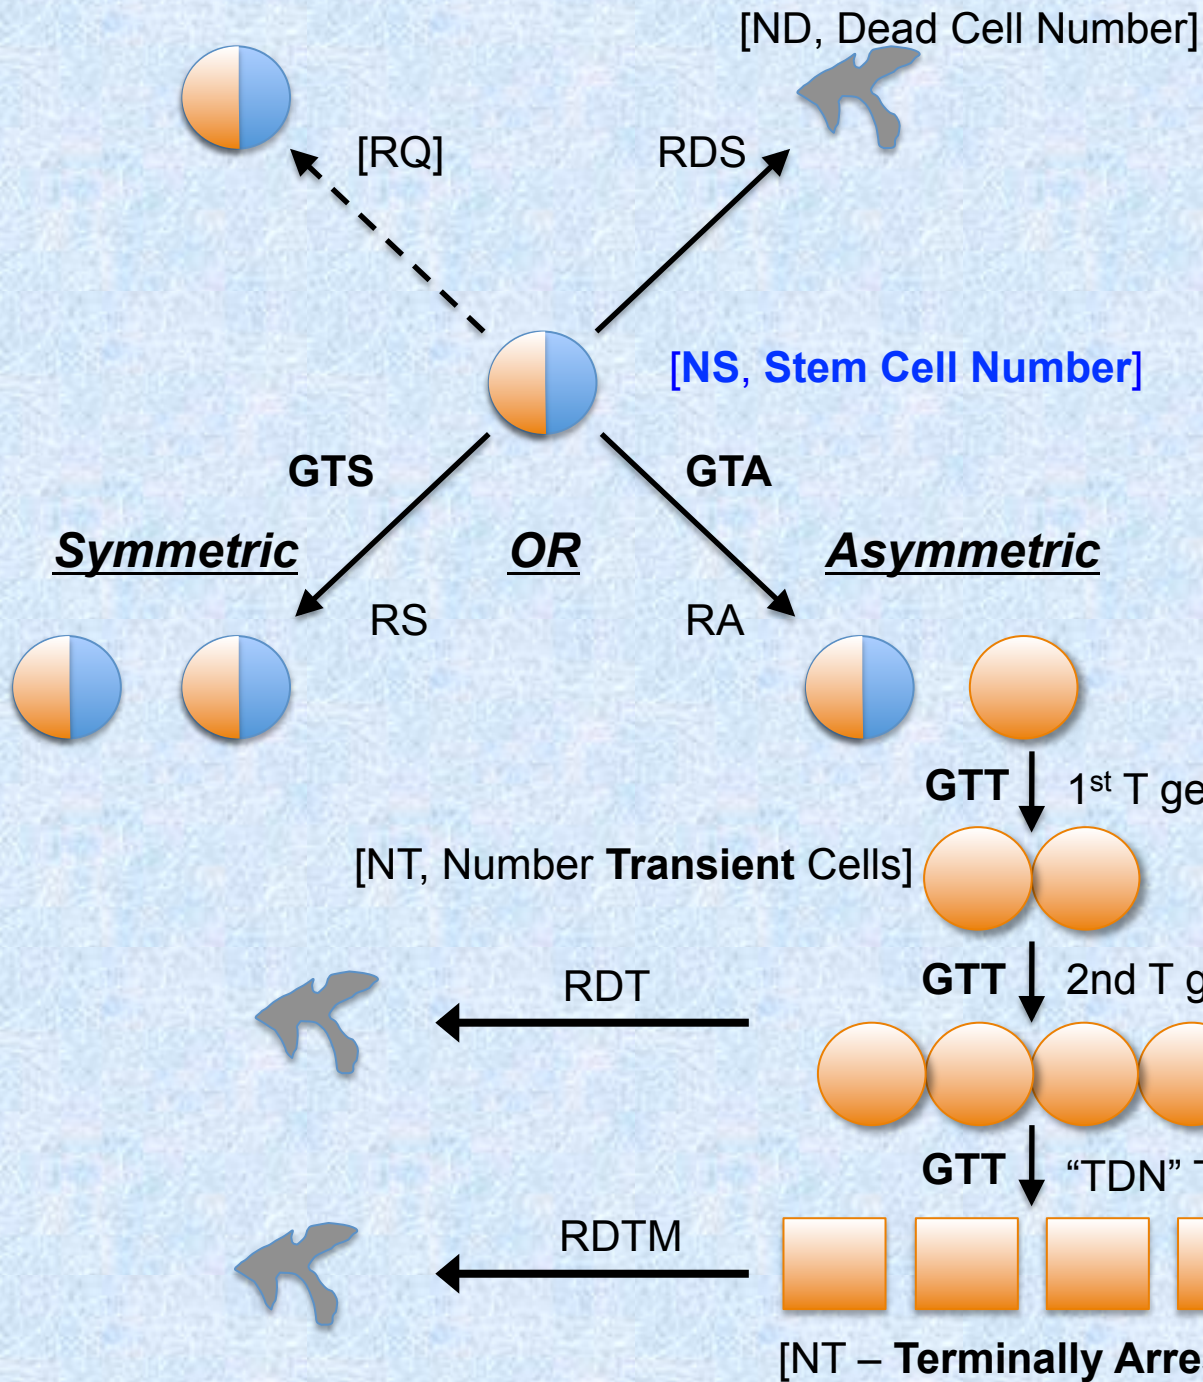 [ND, Dead Cell Number]
[RQ]
RDS
[NS, Stem Cell Number]
GTS
GTA
Symmetric
OR
Asymmetric
RS
RA
GTT 1st T ge
[NT, Number Transient Cells]
RDT
GTT 2nd T g
GTT “TDN” T
RDTM
[NT – Terminally Arre